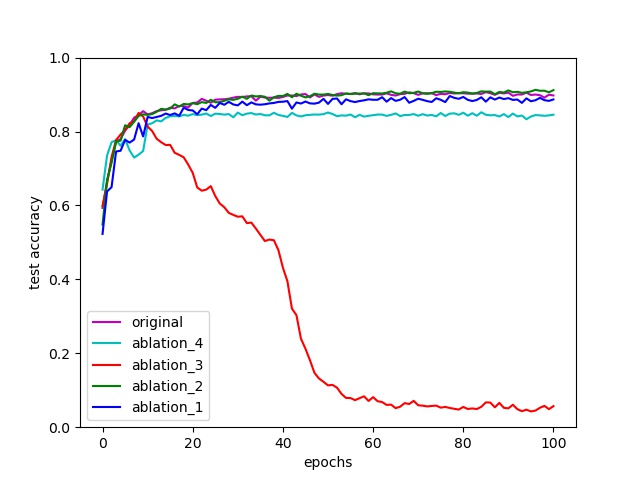 1.0
0.8
0.6
0.4
0.2
0.0
test accuracy
original
ablation_4
ablation_3
ablation_2
ablation_1
0 20 40 60 80 100
epochs